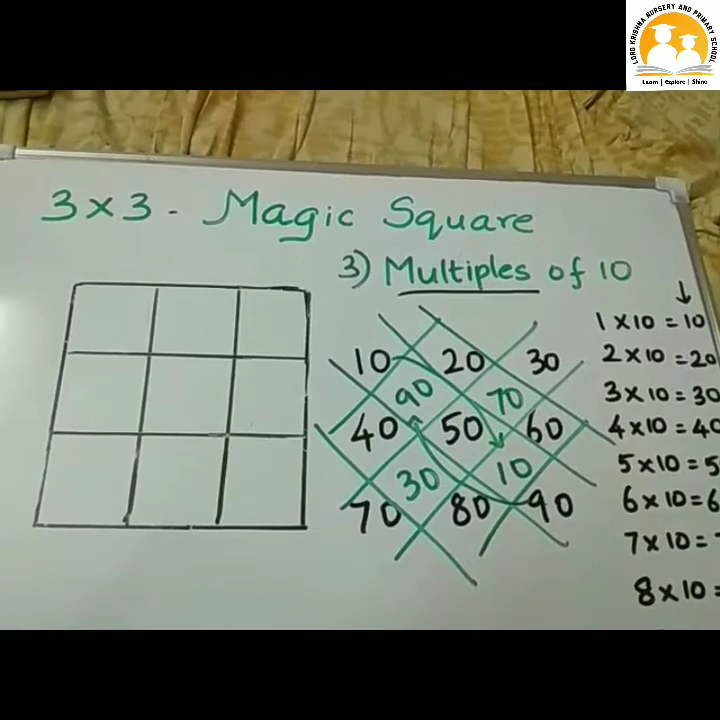 LORD KRISHNA NURSERY AND PRIMARY SCHOOL
Learn | Explore | Shine
3×3 - Magic Square
3) Multiples of 10
10 20 30
90 70
40 50 60
30 10
70 80 90
1×10=10
2×10=20
3×10=30
4×10=40
5×10=5
6×10=6
7×10=
8×10=